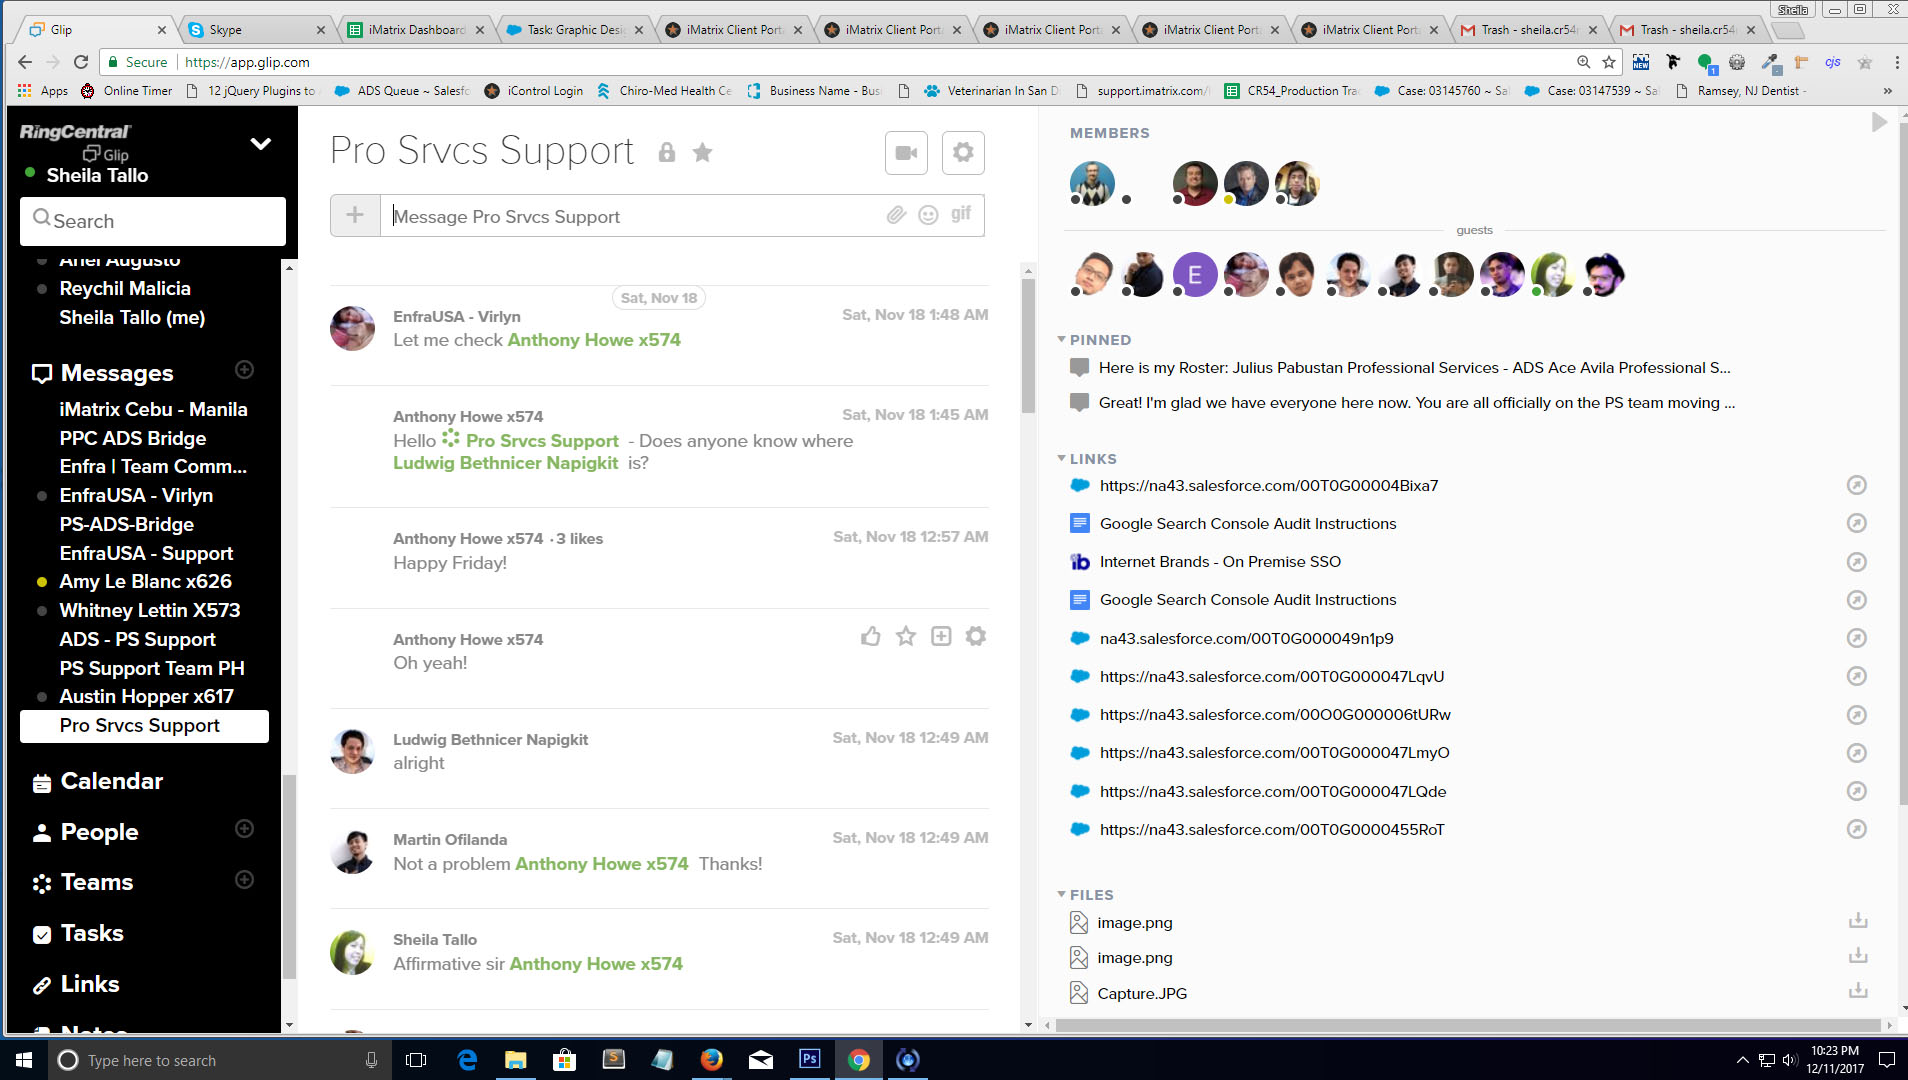 Sheila
Glip
Skype
iMatrix Dashboard
Task: Graphic Desi
iMatrix Client Port
iMatrix Client Port
iMatrix Client Port
iMatrix Client Port
iMatrix Client Port
Trash - sheila.cr54
Trash - sheila.cr54
Secure
https://app.glip.com
NEW
1
cjs
Apps
Online Timer
12 jQuery Plugins to
ADS Queue ~ Salesf
iControl Login
Chiro-Med Health Ce
Business Name - Bus
Veterinarian In San D
support.imatrix.com/
CR54_Production Tra
Case: 03145760 ~ Sa
Case: 03147539 ~ Sa
Ramsey, NJ Dentist -
RingCentral
Glip
Sheila Tallo
Search
Ariel Augusto
Reychil Malicia
Sheila Tallo (me)
Messages
iMatrix Cebu - Manila
PPC ADS Bridge
Enfra | Team Comm...
EnfraUSA - Virlyn
PS-ADS-Bridge
EnfraUSA - Support
Amy Le Blanc x626
Whitney Lettin X573
ADS - PS Support
PS Support Team PH
Austin Hopper x617
Pro Srvcs Support
Calendar
People
Teams
Tasks
Links
Notes
Pro Srvcs Support
Message Pro Srvcs Support
gif
Sat, Nov 18
EnfraUSA - Virlyn
Sat, Nov 18 1:48 AM
Let me check Anthony Howe x574
Anthony Howe x574
Sat, Nov 18 1:45 AM
Hello Pro Srvcs Support - Does anyone know where
Ludwig Bethnicer Napigkit is?
Anthony Howe x574 · 3 likes
Sat, Nov 18 12:57 AM
Happy Friday!
Anthony Howe x574
Oh yeah!
Ludwig Bethnicer Napigkit
Sat, Nov 18 12:49 AM
alright
Martin Ofilanda
Sat, Nov 18 12:49 AM
Not a problem Anthony Howe x574 Thanks!
Sheila Tallo
Sat, Nov 18 12:49 AM
Affirmative sir Anthony Howe x574
MEMBERS
guests
E
PINNED
Here is my Roster: Julius Pabustan Professional Services - ADS Ace Avila Professional S...
Great! I'm glad we have everyone here now. You are all officially on the PS team moving ...
LINKS
https://na43.salesforce.com/00T0G00004Bixa7
Google Search Console Audit Instructions
ib
Internet Brands - On Premise SSO
Google Search Console Audit Instructions
na43.salesforce.com/00T0G000049n1p9
https://na43.salesforce.com/00T0G000047LqvU
https://na43.salesforce.com/00O0G000006tURw
https://na43.salesforce.com/00T0G000047LmyO
https://na43.salesforce.com/00T0G000047LQde
https://na43.salesforce.com/00T0G0000455RoT
FILES
image.png
image.png
Capture.JPG
Type here to search
S
Ps
10:23 PM
12/11/2017